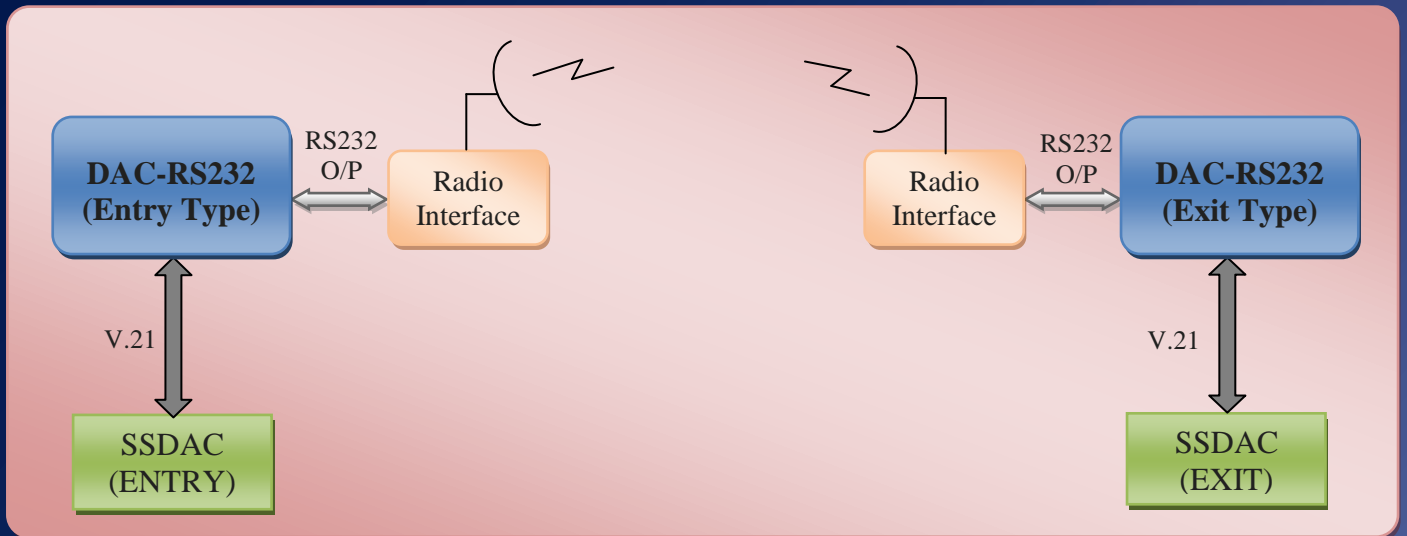 DAC-RS232
(Entry Type)
RS232
O/P
Radio
Interface
Radio
Interface
RS232
O/P
DAC-RS232
(Exit Type)
V.21
V.21
SSDAC
(ENTRY)
SSDAC
(EXIT)